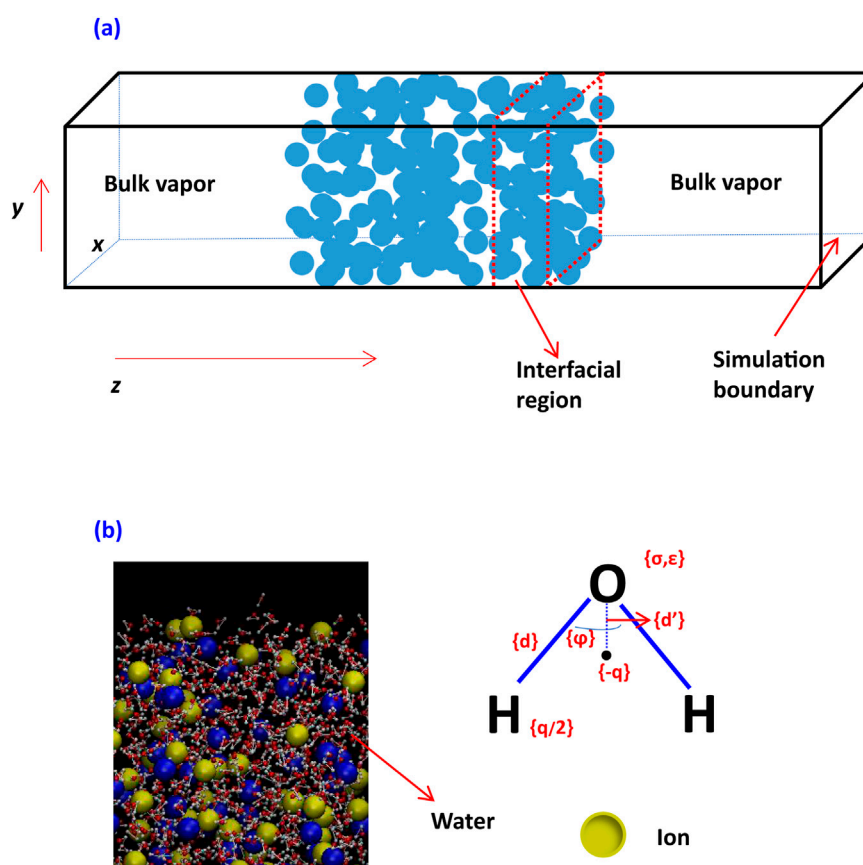 (a)
Bulk vapor
Bulk vapor
y
x
z
Interfacial
region
Simulation
boundary
(b)
{σ,ε}
O
{d}
{φ}
{d’}
{-q}
H
{q/2}
H
Water
Ion